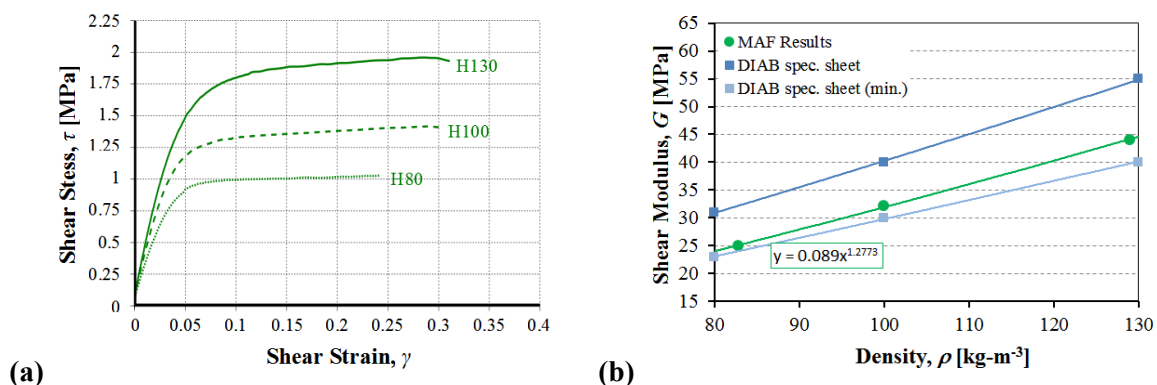 Shear Stess, τ [MPa]
2.25
2
1.75
1.5
1.25
1
0.75
0.5
0.25
0
H130
H100
H80
0 0.05 0.1 0.15 0.2 0.25 0.3 0.35 0.4
Shear Strain, γ
(a)
Shear Modulus, G [MPa]
65
60
55
50
45
40
35
30
25
20
15
MAF Results
DIAB spec. sheet
DIAB spec. sheet (min.)
y = 0.089x^1.2773
80 90 100 110 120 130
Density, ρ [kg-m⁻³]
(b)